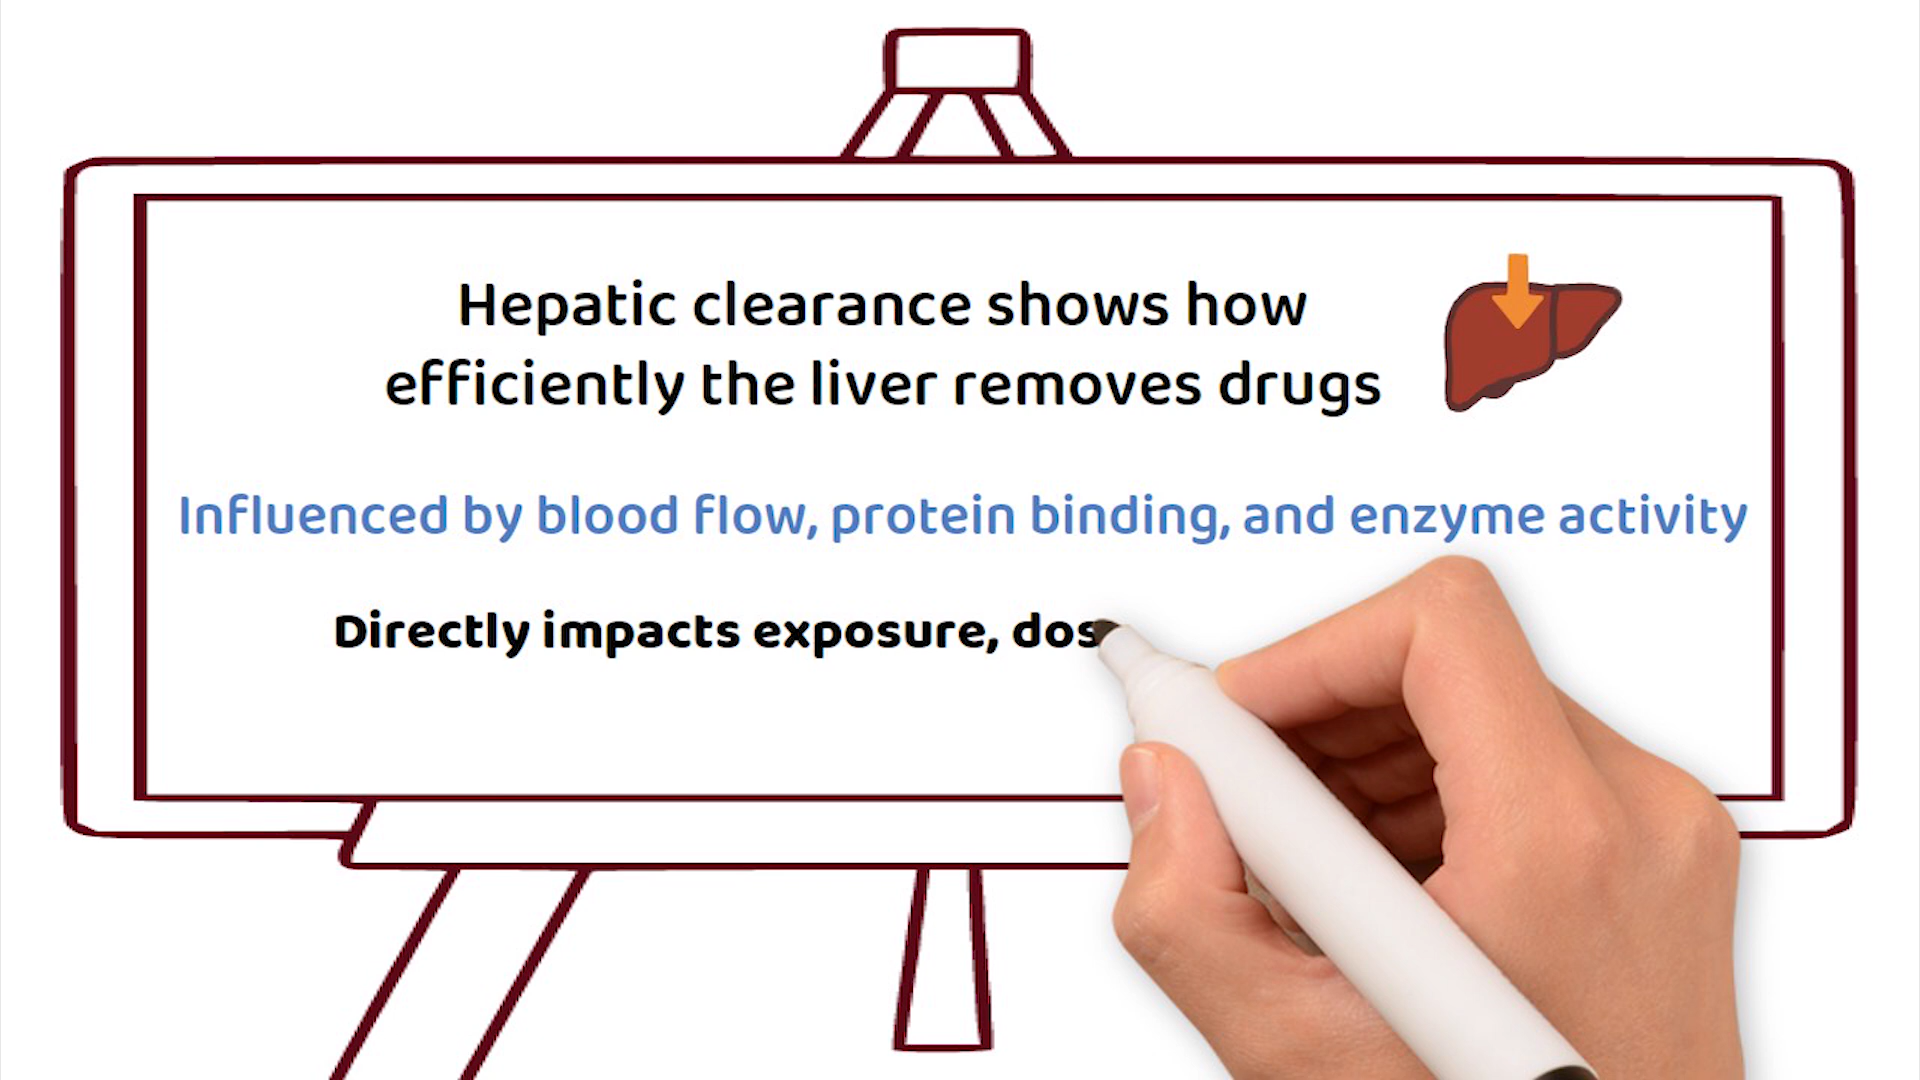 Hepatic clearance shows how
efficiently the liver removes drugs
Influenced by blood flow, protein binding, and enzyme activity
Directly impacts exposure, dos